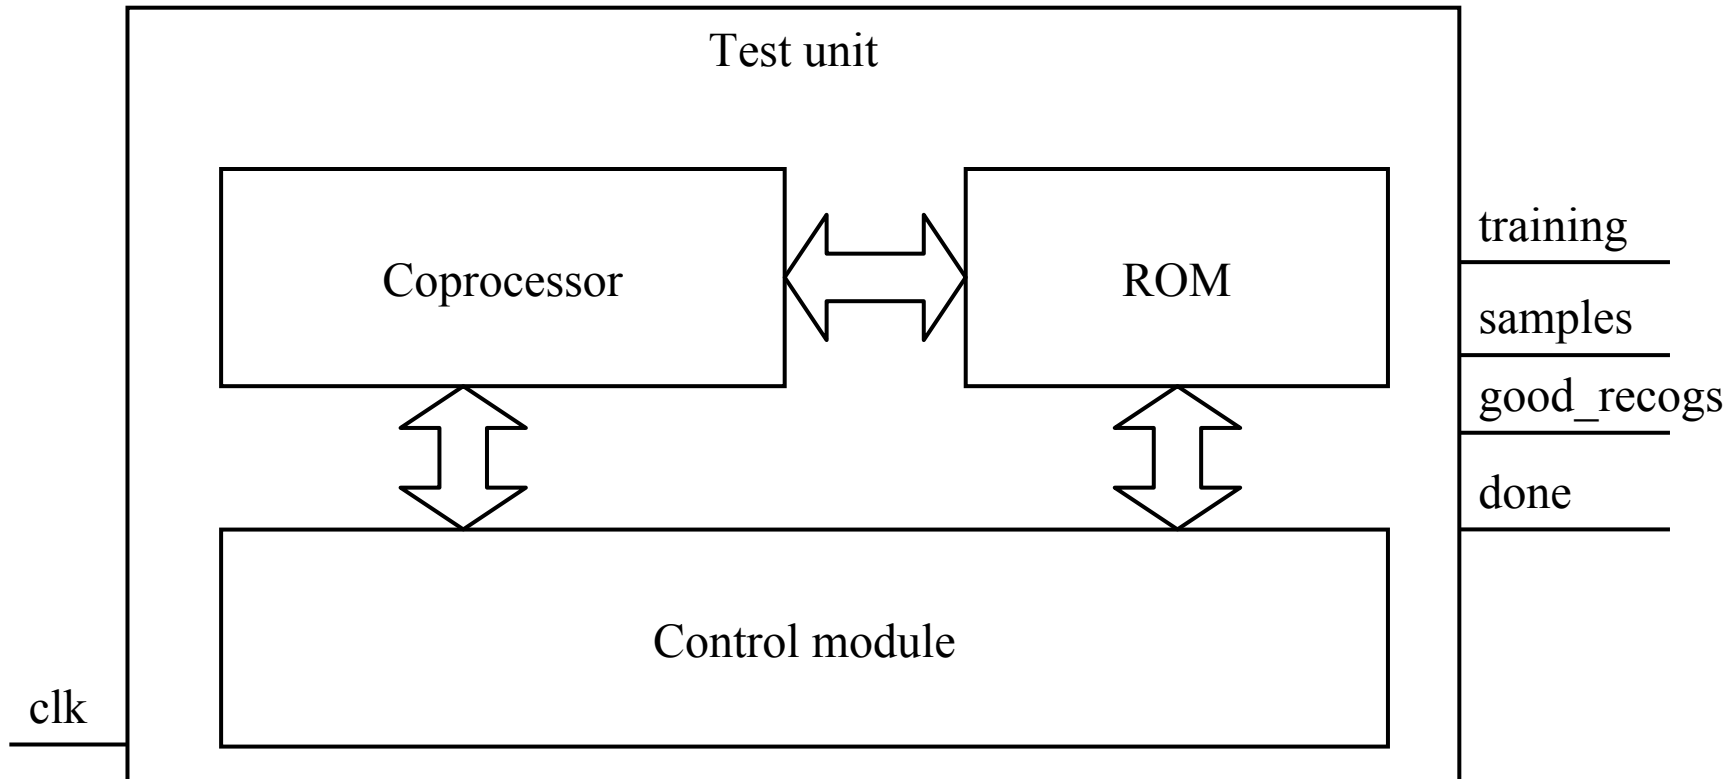 Test unit
Coprocessor
ROM
training
samples
good_recogs
done
Control module
clk